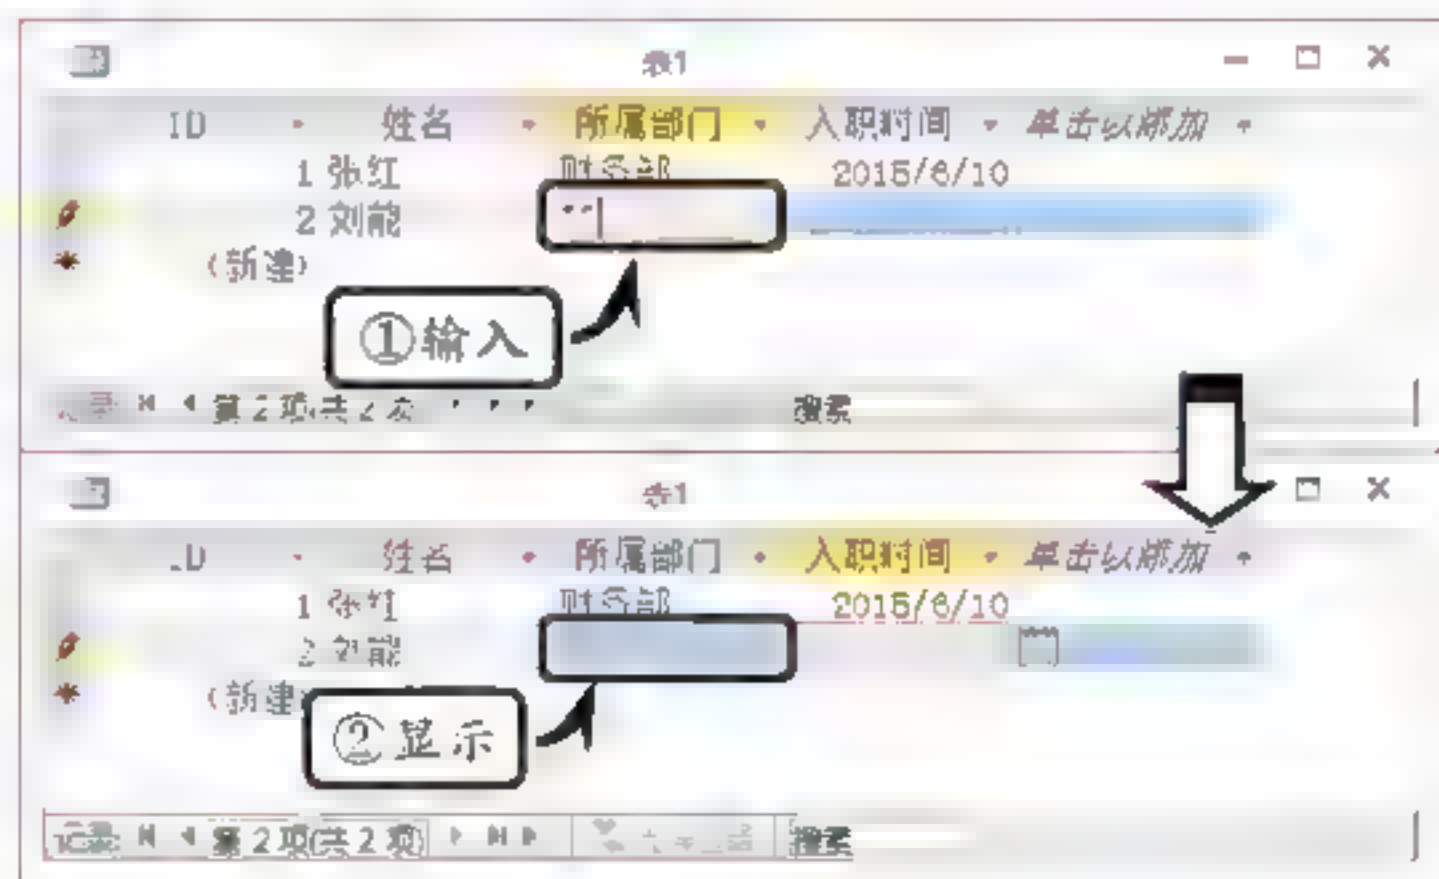 表1
ID 姓名 所属部门 入职时间 单击以添加
1 张红 财务部 2015/6/10
2 刘能 ""
(新建)
①输入
第2项(共2项 搜索
表1
ID 姓名 所属部门 入职时间 单击以添加
1 张红 财务部 2015/6/10
2 刘能
(新建)
②显示
记录 第2项(共2项) 搜索